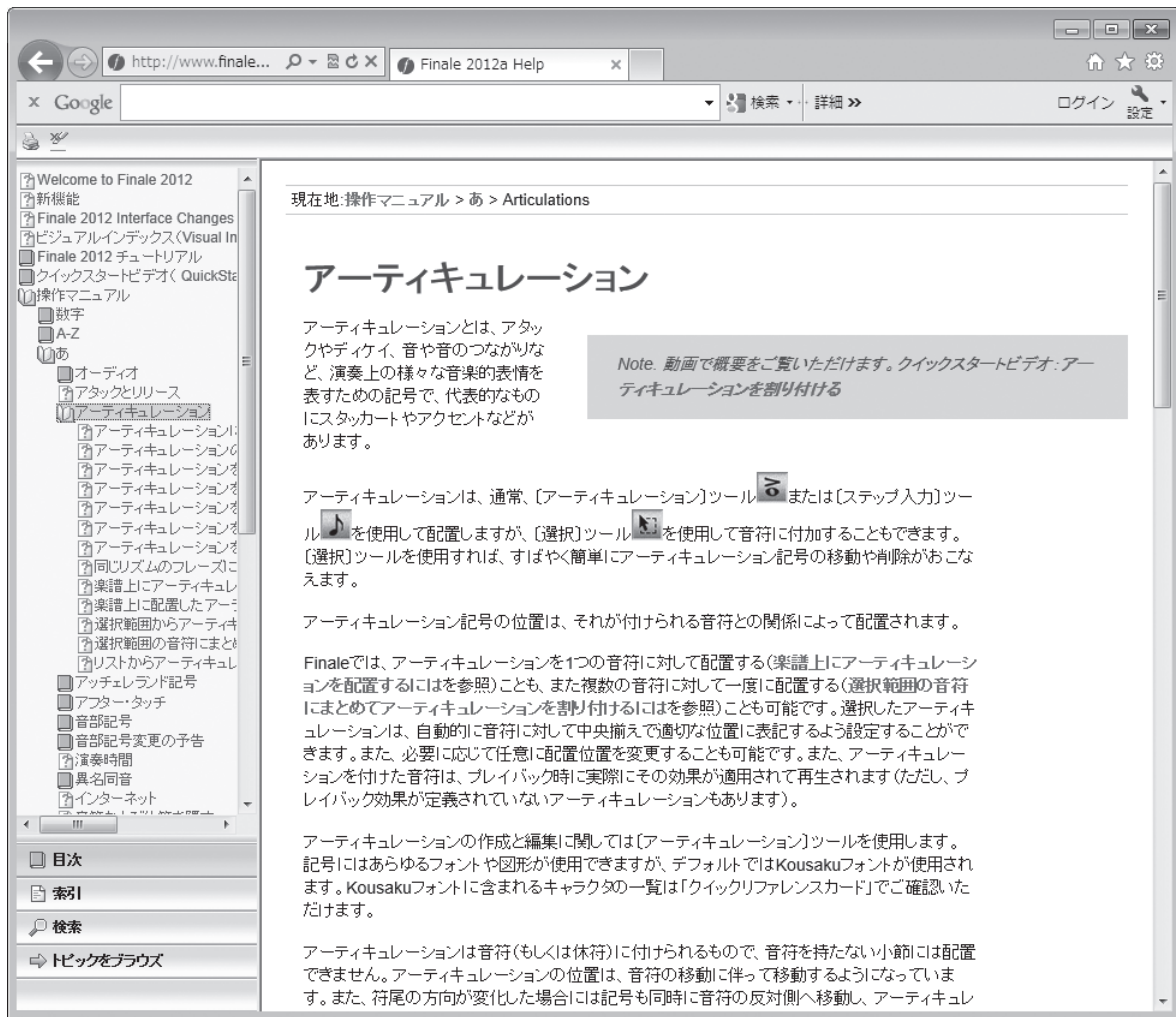 http://www.finale...
Finale 2012a Help
Google
検索
詳細
ログイン
設定
Welcome to Finale 2012
新機能
Finale 2012 Interface Changes
ビジュアルインデックス(Visual In
Finale 2012 チュートリアル
クイックスタートビデオ( QuickSta
操作マニュアル
数字
A-Z
あ
オーディオ
アタックとリリース
アーティキュレーション
アーティキュレーションに
アーティキュレーションの
アーティキュレーションを
アーティキュレーションを
アーティキュレーションを
アーティキュレーションを
アーティキュレーションを
同じリズムのフレーズに
楽譜上にアーティキュレ
楽譜上に配置したアーテ
選択範囲からアーティキ
選択範囲の音符にまとめ
リストからアーティキュレ
アッチェレランド記号
アフター・タッチ
音部記号
音部記号変更の予告
演奏時間
異名同音
インターネット
目次
索引
検索
トピックをブラウズ
現在地:操作マニュアル > あ > Articulations
アーティキュレーション
アーティキュレーションとは、アタッ
クやディケイ、音や音のつながりな
ど、演奏上の様々な音楽的表情を
表すための記号で、代表的なもの
にスタッカートやアクセントなどが
あります。
Note. 動画で概要をご覧いただけます。クイックスタートビデオ:アー
ティキュレーションを割り付ける
アーティキュレーションは、通常、[アーティキュレーション]ツール または[ステップ入力]ツー
ル を使用して配置しますが、[選択]ツール を使用して音符に付加することもできます。
[選択]ツールを使用すれば、すばやく簡単にアーティキュレーション記号の移動や削除がおこな
えます。
アーティキュレーション記号の位置は、それが付けられる音符との関係によって配置されます。
Finaleでは、アーティキュレーションを1つの音符に対して配置する(楽譜上にアーティキュレーシ
ョンを配置するにはを参照)ことも、また複数の音符に対して一度に配置する(選択範囲の音符
にまとめてアーティキュレーションを割り付けるにはを参照)ことも可能です。選択したアーティキ
ュレーションは、自動的に音符に対して中央揃えで適切な位置に表記するよう設定することがで
きます。また、必要に応じて任意に配置位置を変更することも可能です。また、アーティキュレー
ションを付けた音符は、プレイバック時に実際にその効果が適用されて再生されます(ただし、プ
レイバック効果が定義されていないアーティキュレーションもあります)。
アーティキュレーションの作成と編集に関しては[アーティキュレーション]ツールを使用します。
記号にはあらゆるフォントや図形が使用できますが、デフォルトではKousakuフォントが使用され
ます。Kousakuフォントに含まれるキャラクタの一覧は「クイックリファレンスカード」でご確認いた
だけます。
アーティキュレーションは音符(もしくは休符)に付けられるもので、音符を持たない小節には配置
できません。アーティキュレーションの位置は、音符の移動に伴って移動するようになっていま
す。また、符尾の方向が変化した場合には記号も同時に音符の反対側へ移動し、アーティキュレ